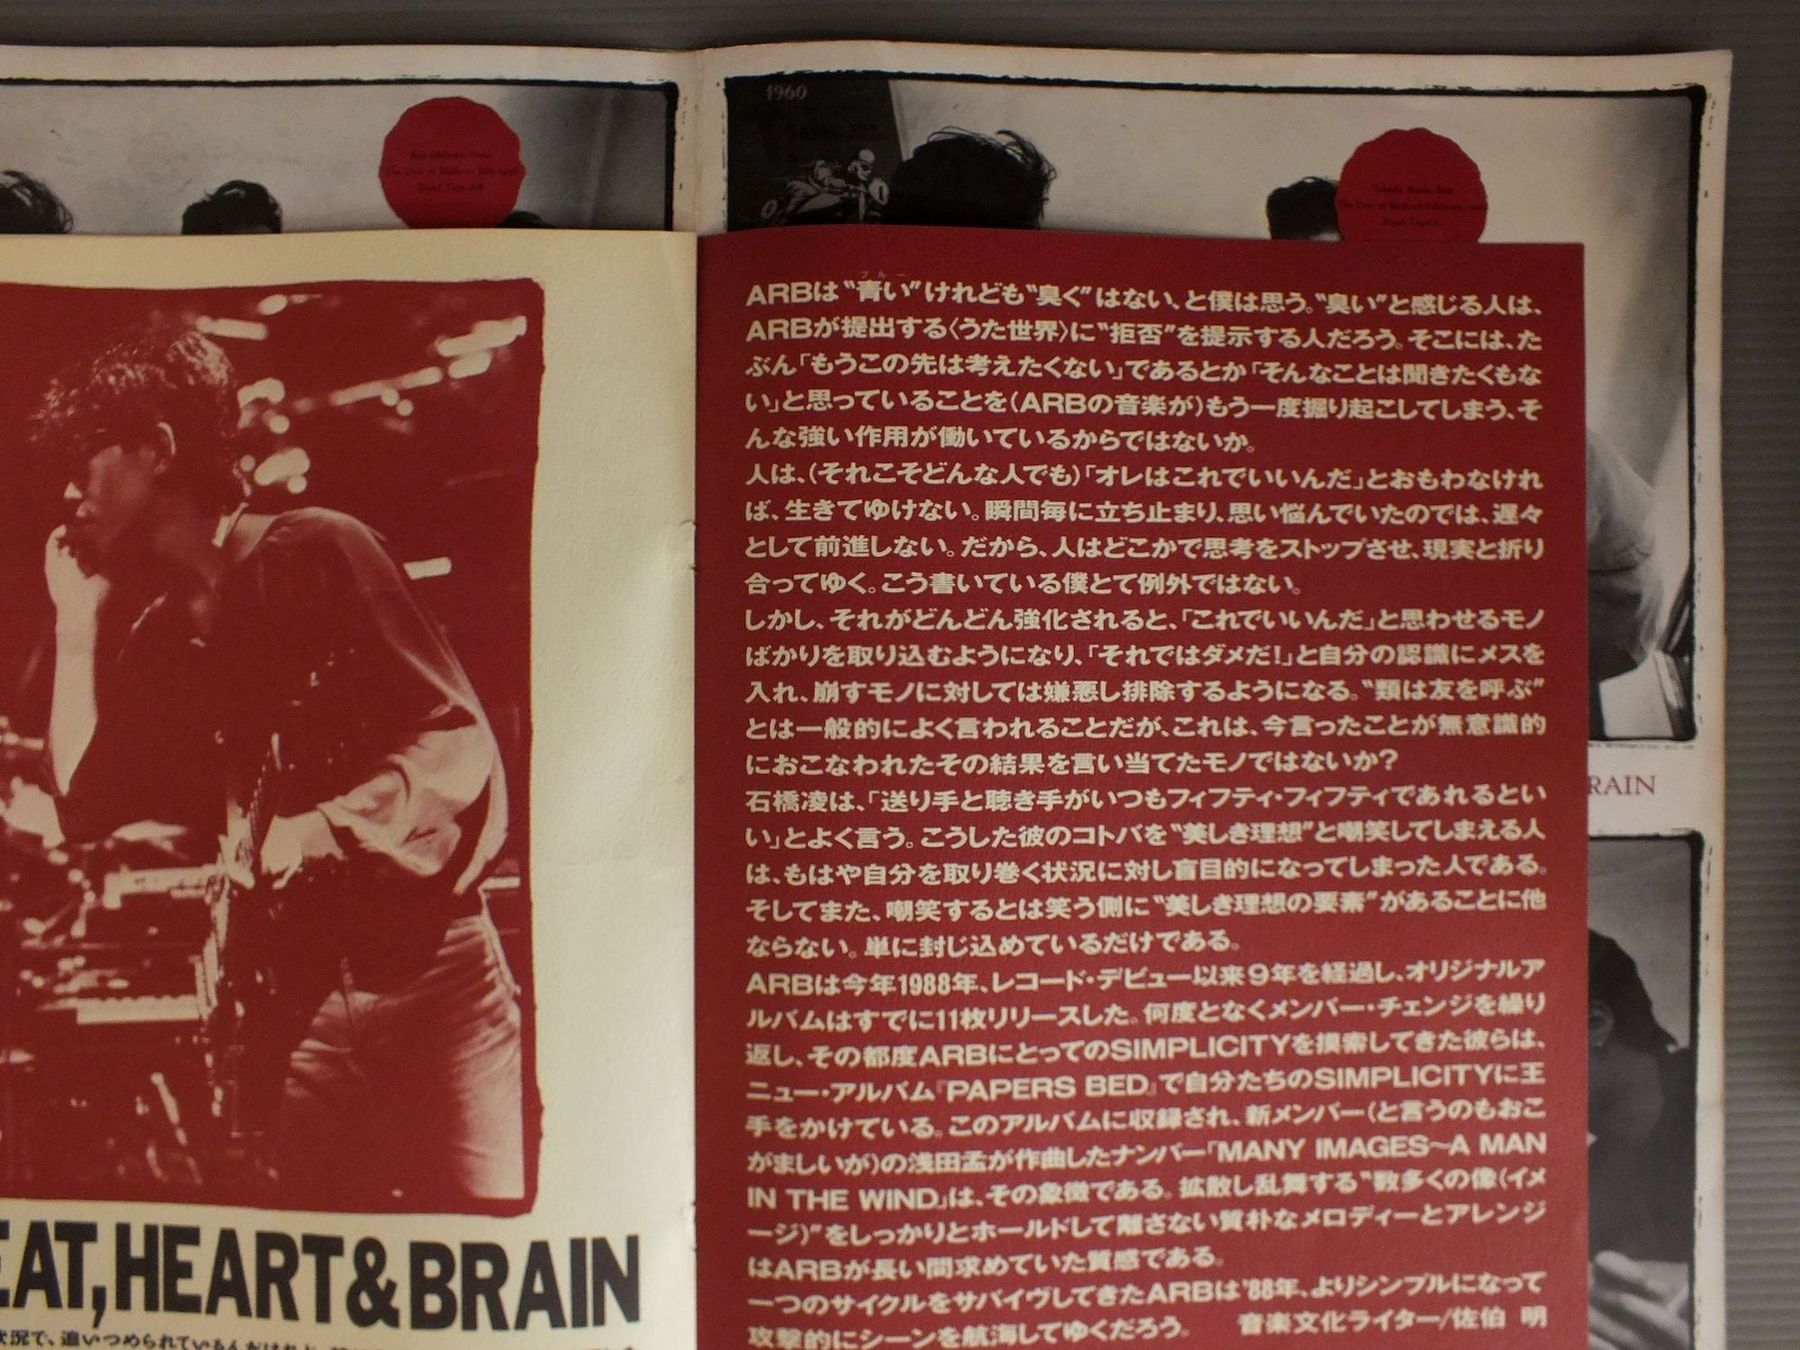 1960
ブルー
ARBは“青い”けれども“臭く”はない、と僕は思う。“臭い”と感じる人は、
ARBが提出する〈うた世界〉に“拒否”を提示する人だろう。そこには、た
ぶん「もうこの先は考えたくない」であるとか「そんなことは聞きたくもな
い」と思っていることを(ARBの音楽が)もう一度掘り起こしてしまう、そ
んな強い作用が働いているからではないか。
人は、(それこそどんな人でも)「オレはこれでいいんだ」とおもわなけれ
ば、生きてゆけない。瞬間毎に立ち止まり、思い悩んでいたのでは、遅々
として前進しない。だから、人はどこかで思考をストップさせ、現実と折り
合ってゆく。こう書いている僕とて例外ではない。
しかし、それがどんどん強化されると、「これでいいんだ」と思わせるモノ
ばかりを取り込むようになり、「それではダメだ!」と自分の認識にメスを
入れ、崩すモノに対しては嫌悪し排除するようになる。“類は友を呼ぶ”
とは一般的によく言われることだが、これは、今言ったことが無意識的
におこなわれたその結果を言い当てたモノではないか?
石橋凌は、「送り手と聴き手がいつもフィフティ・フィフティであれるとい
い」とよく言う。こうした彼のコトバを“美しき理想”と嘲笑してしまえる人
は、もはや自分を取り巻く状況に対し盲目的になってしまった人である。
そしてまた、嘲笑するとは笑う側に“美しき理想の要素”があることに他
ならない。単に封じ込めているだけである。
ARBは今年1988年、レコード・デビュー以来9年を経過し、オリジナルア
ルバムはすでに11枚リリースした。何度となくメンバー・チェンジを繰り
返し、その都度ARBにとってのSIMPLICITYを模索してきた彼らは、
ニュー・アルバム『PAPERS BED』で自分たちのSIMPLICITYに王
手をかけている。このアルバムに収録され、新メンバー(と言うのもおこ
がましいが)の浅田孟が作曲したナンバー「MANY IMAGES〜A MAN
IN THE WIND」は、その象徴である。拡散し乱舞する“数多くの像(イメ
ージ)”をしっかりとホールドして離さない質朴なメロディーとアレンジ
はARBが長い間求めていた質感である。
一つのサイクルをサバイヴしてきたARBは'88年、よりシンプルになって
攻撃的にシーンを航海してゆくだろう。 音楽文化ライター/佐伯 明
RAIN
EAT,HEART&BRAIN
状況で、追いつめられているんだけれど、